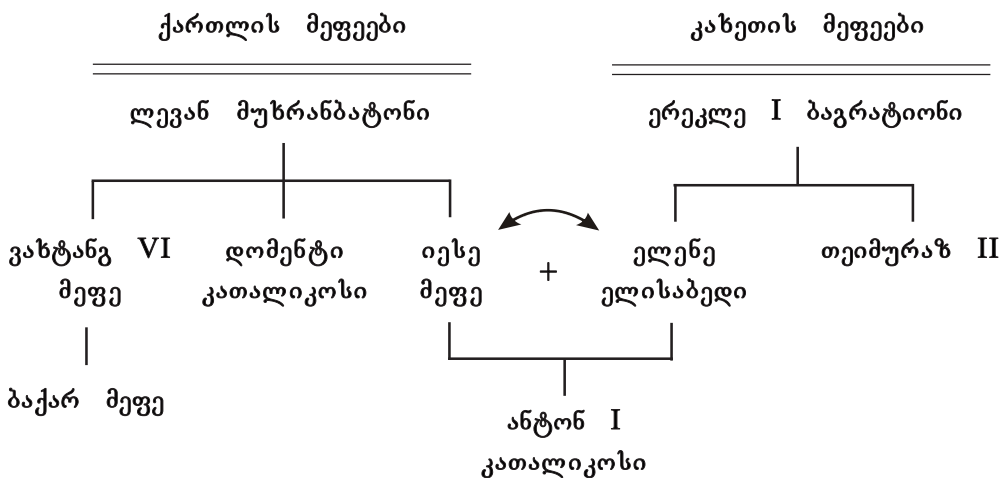 ქართლის მეფეები
კახეთის მეფეები
ლევან მუხრანბატონი
ერეკლე I ბაგრატიონი
ვახტანგ VI
მეფე
დომენტი
კათალიკოსი
იესე
მეფე
+
ელენე
ელისაბედი
თეიმურაზ II
ბაქარ მეფე
ანტონ I
კათალიკოსი